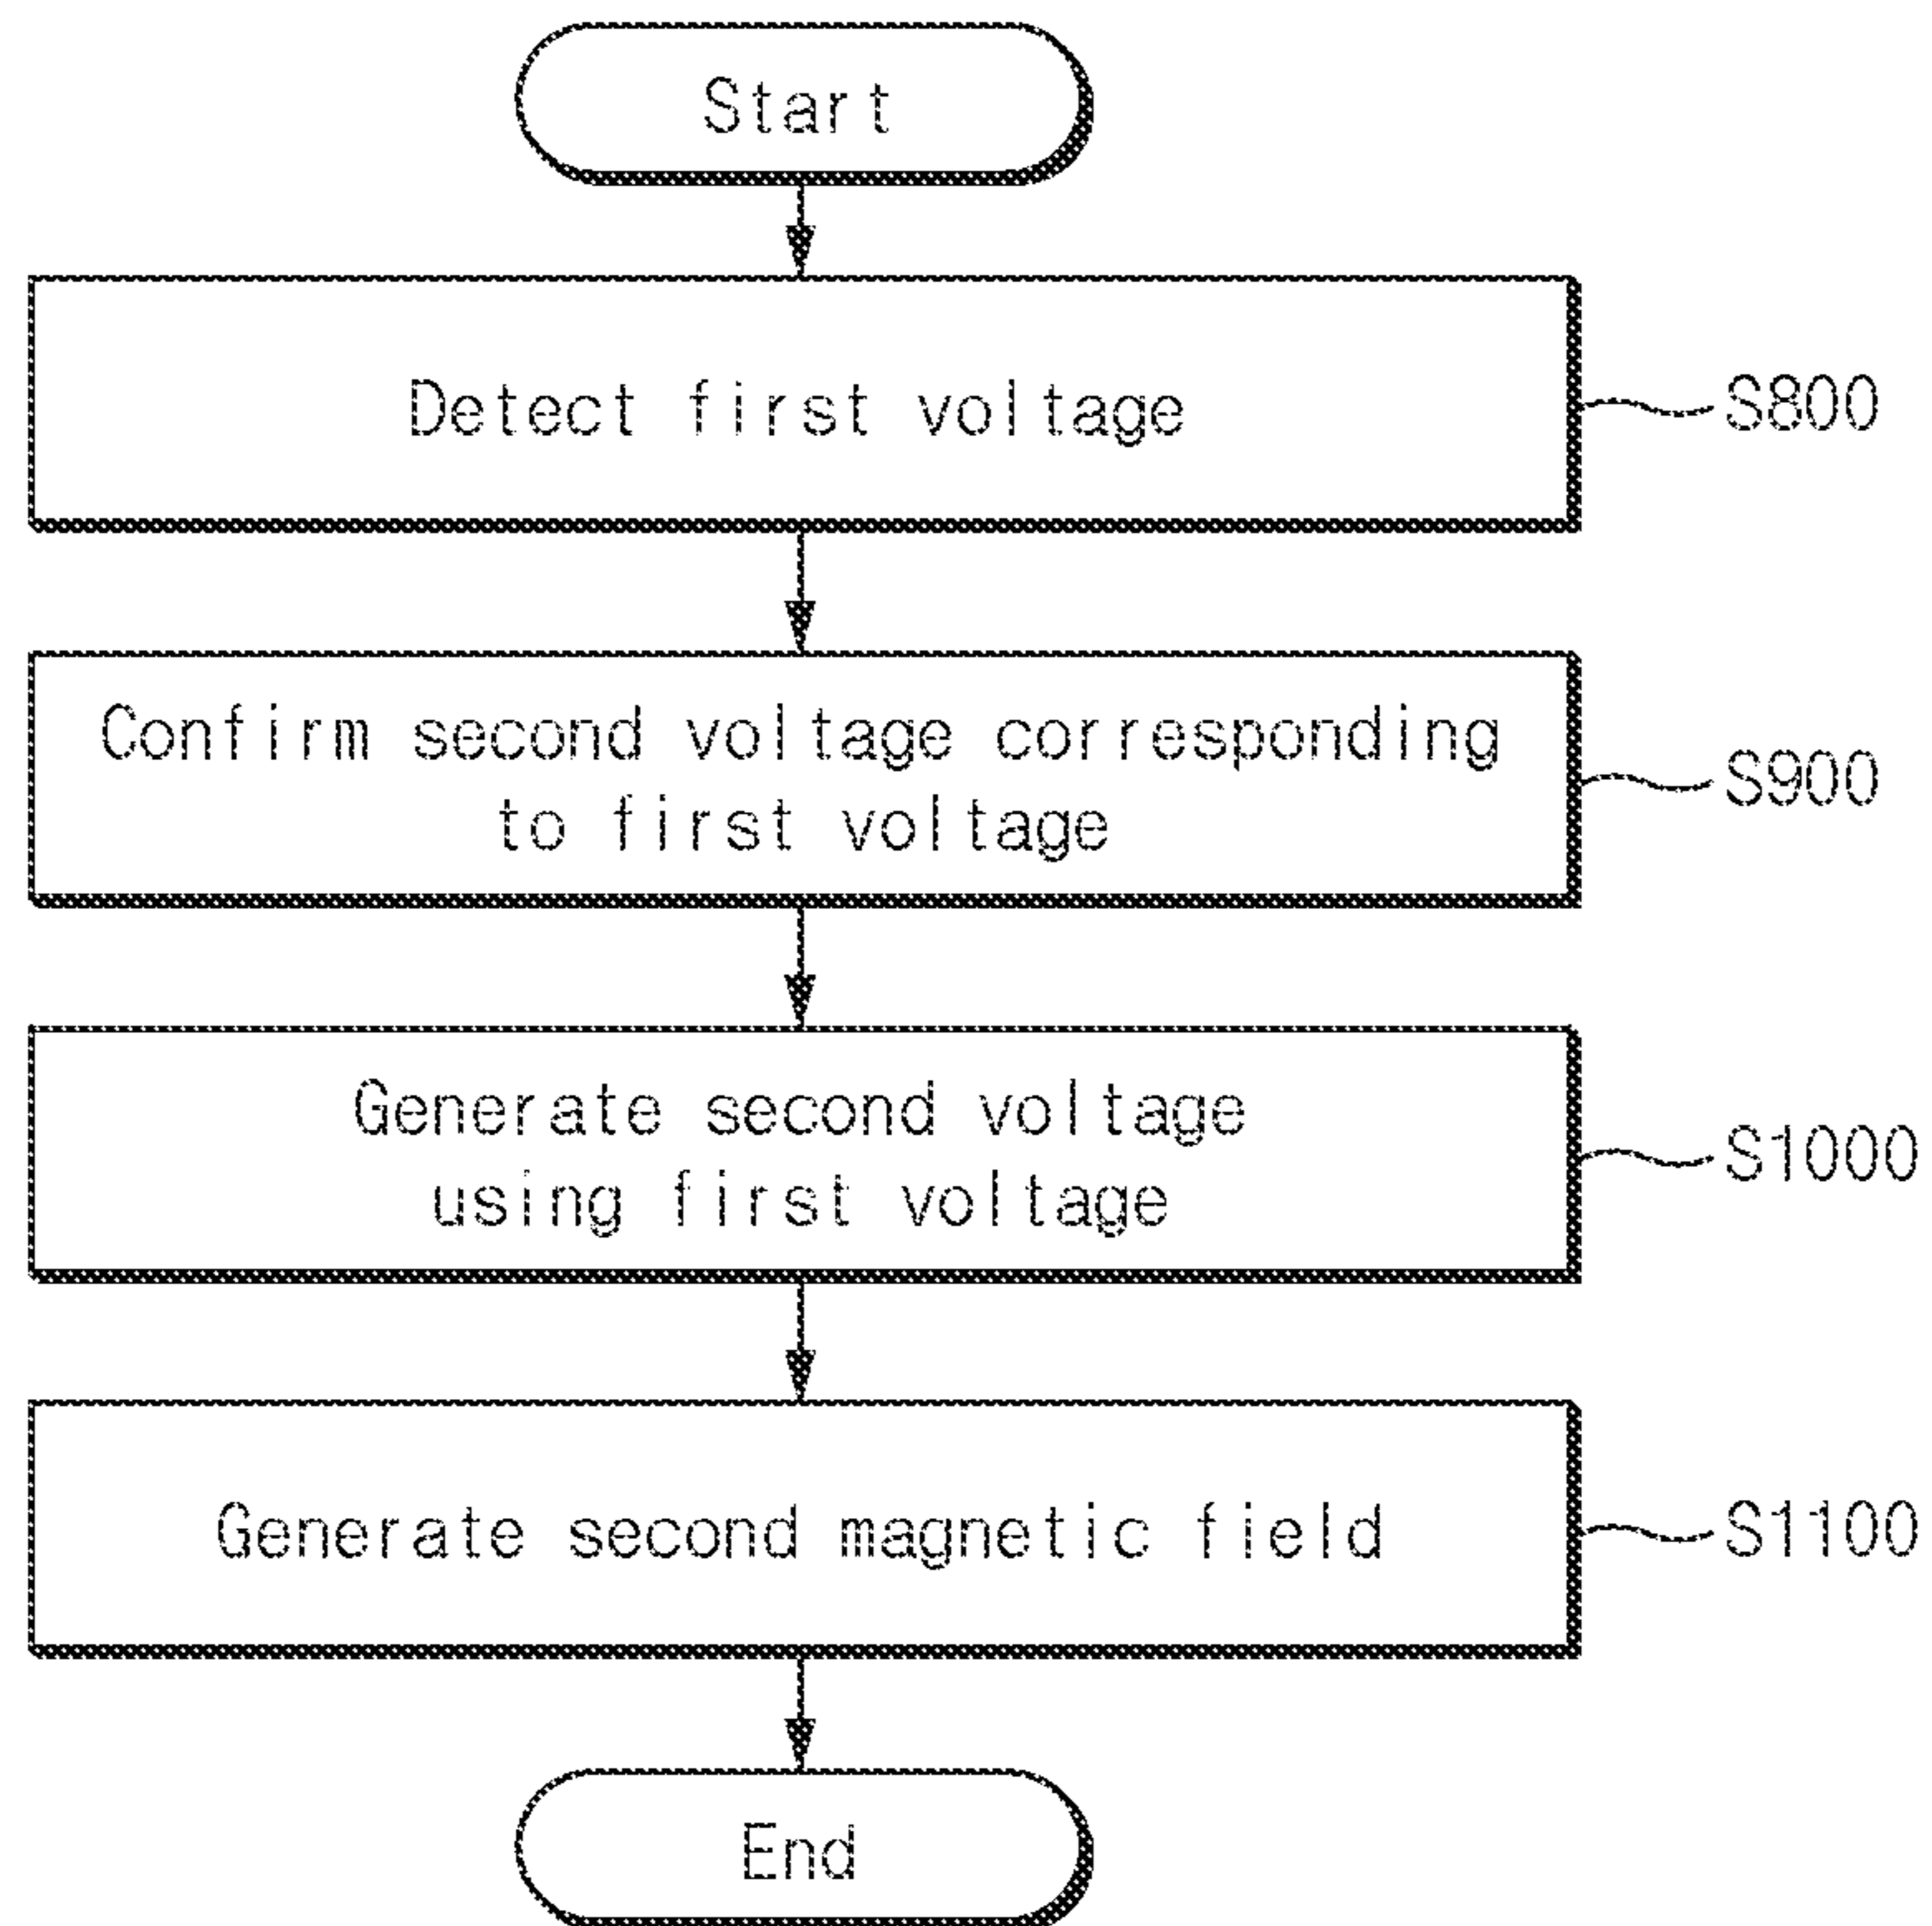 Start
Detect first voltage
S800
Confirm second voltage corresponding
to first voltage
S900
Generate second voltage
using first voltage
S1000
Generate second magnetic field
S1100
End